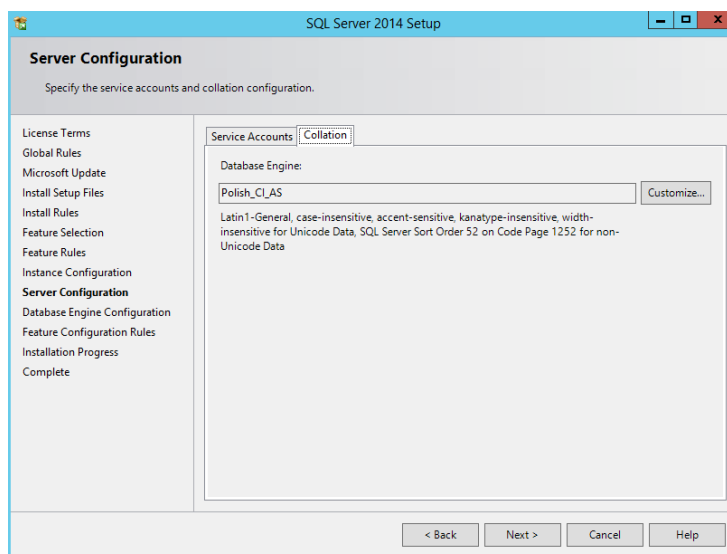 SQL Server 2014 Setup
Server Configuration
Specify the service accounts and collation configuration.
License Terms
Global Rules
Microsoft Update
Install Setup Files
Install Rules
Feature Selection
Feature Rules
Instance Configuration
Server Configuration
Database Engine Configuration
Feature Configuration Rules
Installation Progress
Complete
Service Accounts Collation
Database Engine:
Polish_CI_AS Customize...
Latin1-General, case-insensitive, accent-sensitive, kanatype-insensitive, width-
insensitive for Unicode Data, SQL Server Sort Order 52 on Code Page 1252 for non-
Unicode Data
< Back Next > Cancel Help